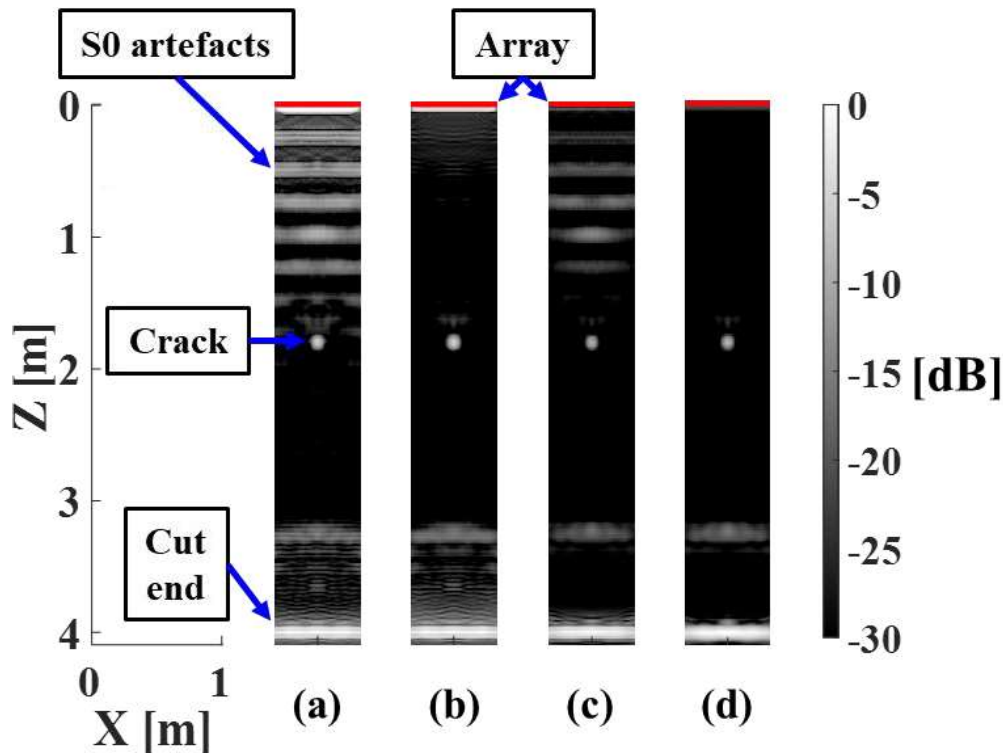 S0 artefacts
Array
0
1
2
3
4
Z [m]
Crack
Cut
end
0
1
X [m]
(a)
(b)
(c)
(d)
0
-5
-10
-15
-20
-25
-30
[dB]